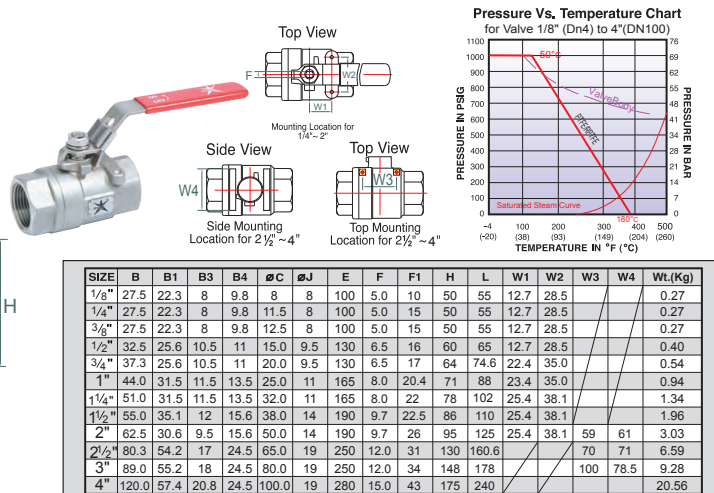 Top View
F
W2
W1
Mounting Location for
1/4"~ 2"
Side View
W4
Side Mounting
Location for 2½"~4"
Top View
W3
Top Mounting
Location for 2½" ~4"
Pressure Vs. Temperature Chart
for Valve 1/8" (Dn4) to 4"(DN100)
PRESSURE IN PSIG
1100
1000
900
800
700
600
500
400
300
200
100
0
76
69
62
55
48
41
34
28
21
14
7
0
PRESSURE IN BAR
50°C
ValveBody
PTFE/RPTFE
Saturated Steam Curve
180°C
-4 100 200 300 400 500
(-20) (38) (93) (149) (204) (260)
TEMPERATURE IN °F (°C)
H
SIZE B B1 B3 B4 øC øJ E F F1 H L W1 W2 W3 W4 Wt.(Kg)
1/8" 27.5 22.3 8 9.8 8 8 100 5.0 10 50 55 12.7 28.5 0.27
1/4" 27.5 22.3 8 9.8 11.5 8 100 5.0 15 50 55 12.7 28.5 0.27
3/8" 27.5 22.3 8 9.8 12.5 8 100 5.0 15 50 55 12.7 28.5 0.27
1/2" 32.5 25.6 10.5 11 15.0 9.5 130 6.5 16 60 65 12.7 28.5 0.40
3/4" 37.3 25.6 10.5 11 20.0 9.5 130 6.5 17 64 74.6 22.4 35.0 0.54
1" 44.0 31.5 11.5 13.5 25.0 11 165 8.0 20.4 71 88 23.4 35.0 0.94
1¼" 51.0 31.5 11.5 13.5 32.0 11 165 8.0 22 78 102 25.4 38.1 1.34
1½" 55.0 35.1 12 15.6 38.0 14 190 9.7 22.5 86 110 25.4 38.1 1.96
2" 62.5 30.6 9.5 15.6 50.0 14 190 9.7 26 95 125 25.4 38.1 59 61 3.03
2½" 80.3 54.2 17 24.5 65.0 19 250 12.0 31 130 160.6 70 71 6.59
3" 89.0 55.2 18 24.5 80.0 19 250 12.0 34 148 178 100 78.5 9.28
4" 120.0 57.4 20.8 24.5 100.0 19 280 15.0 43 175 240 20.56